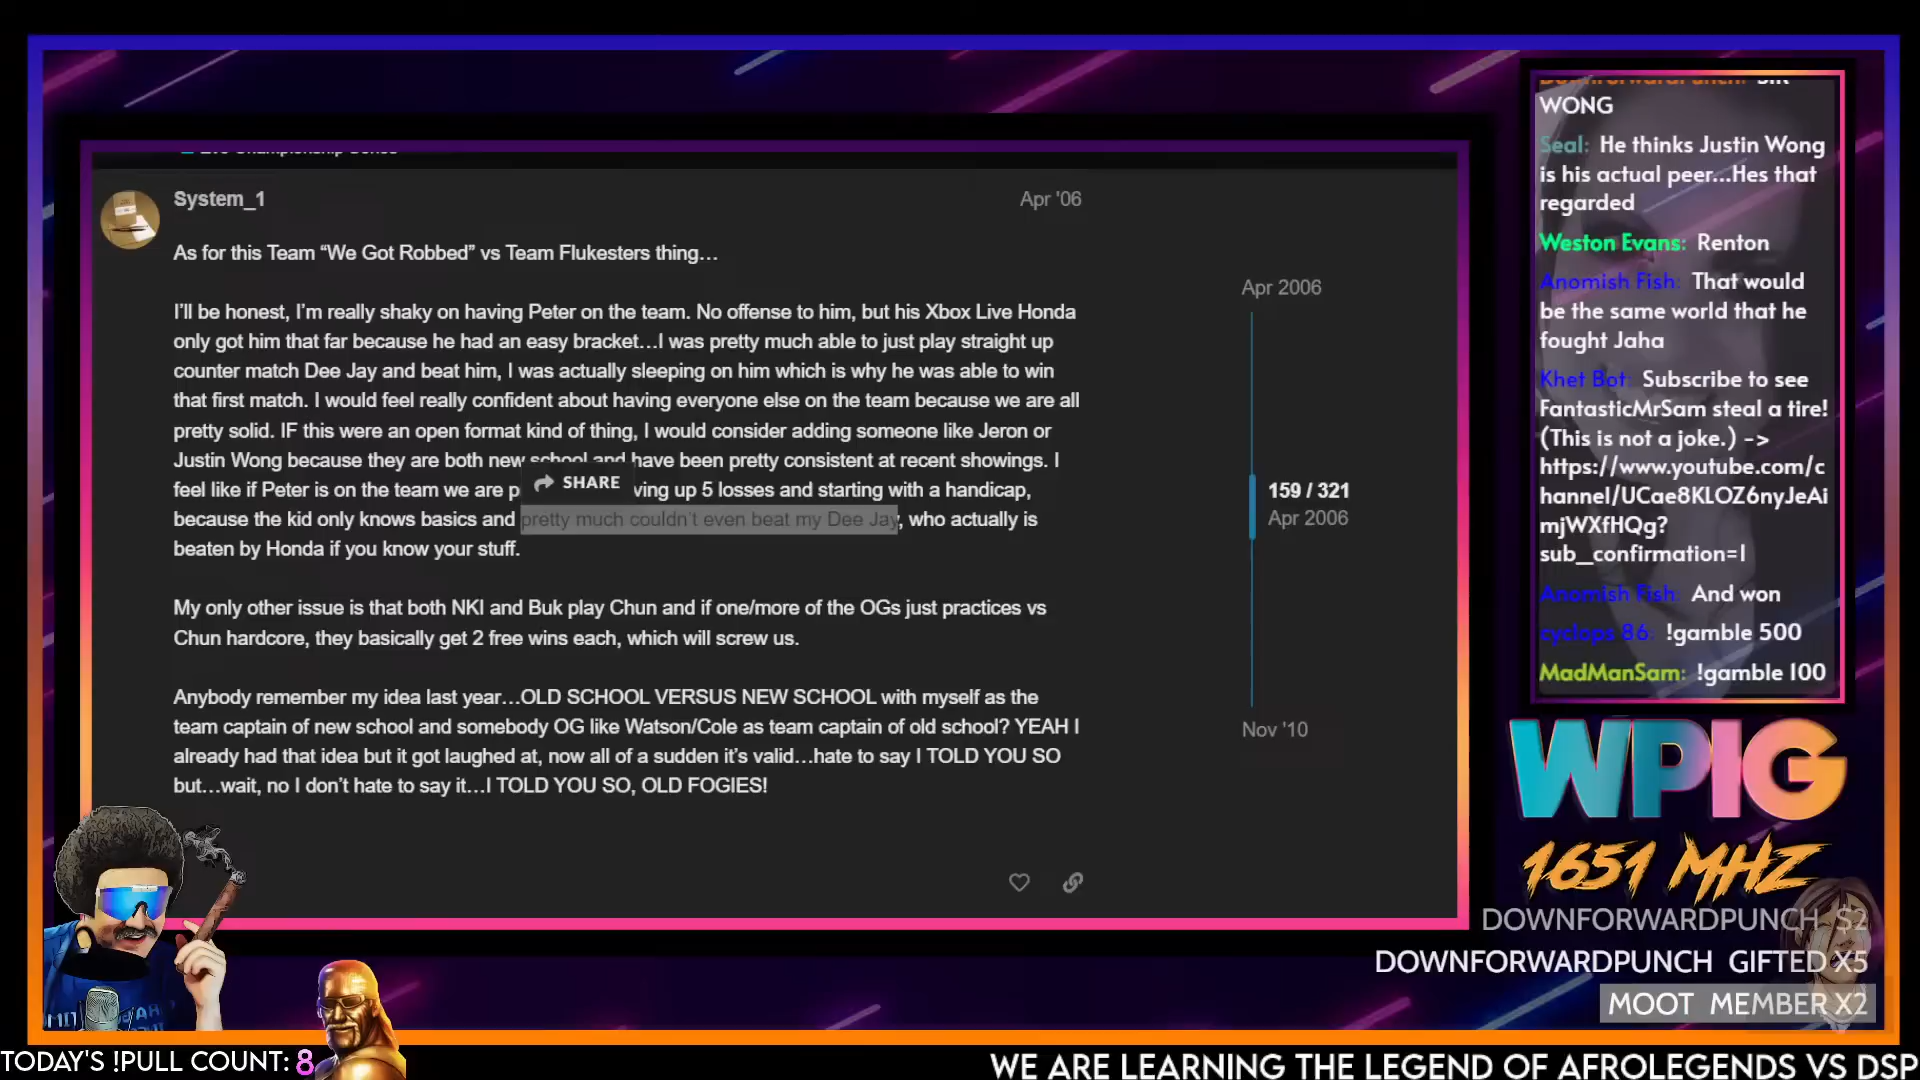 System_1
Apr '06
As for this Team “We Got Robbed” vs Team Flukesters thing…
I’ll be honest, I’m really shaky on having Peter on the team. No offense to him, but his Xbox Live Honda
only got him that far because he had an easy bracket…I was pretty much able to just play straight up
counter match Dee Jay and beat him, I was actually sleeping on him which is why he was able to win
that first match. I would feel really confident about having everyone else on the team because we are all
pretty solid. IF this were an open format kind of thing, I would consider adding someone like Jeron or
Justin Wong because they are both new school and have been pretty consistent at recent showings. I
feel like if Peter is on the team we are p
SHARE
ving up 5 losses and starting with a handicap,
because the kid only knows basics and pretty much couldn’t even beat my Dee Jay, who actually is
beaten by Honda if you know your stuff.
My only other issue is that both NKI and Buk play Chun and if one/more of the OGs just practices vs
Chun hardcore, they basically get 2 free wins each, which will screw us.
Anybody remember my idea last year…OLD SCHOOL VERSUS NEW SCHOOL with myself as the
team captain of new school and somebody OG like Watson/Cole as team captain of old school? YEAH I
already had that idea but it got laughed at, now all of a sudden it’s valid…hate to say I TOLD YOU SO
but…wait, no I don’t hate to say it…I TOLD YOU SO, OLD FOGIES!
Apr 2006
159 / 321
Apr 2006
Nov '10
WONG
Seal: He thinks Justin Wong
is his actual peer...Hes that
regarded
Weston Evans: Renton
Anomish Fish: That would
be the same world that he
fought Jaha
Khet Bot: Subscribe to see
FantasticMrSam steal a tire!
(This is not a joke.) ->
https://www.youtube.com/c
hannel/UCae8KLOZ6nyJeAi
mjWXfHQg?
sub_confirmation=1
Anomish Fish: And won
cyclops 86: !gamble 500
MadManSam: !gamble 100
WPIG
1651 MHZ
DOWNFORWARDPUNCH $2
DOWNFORWARDPUNCH GIFTED X5
MOOT MEMBER X2
TODAY'S !PULL COUNT: 8
WE ARE LEARNING THE LEGEND OF AFROLEGENDS VS DSP